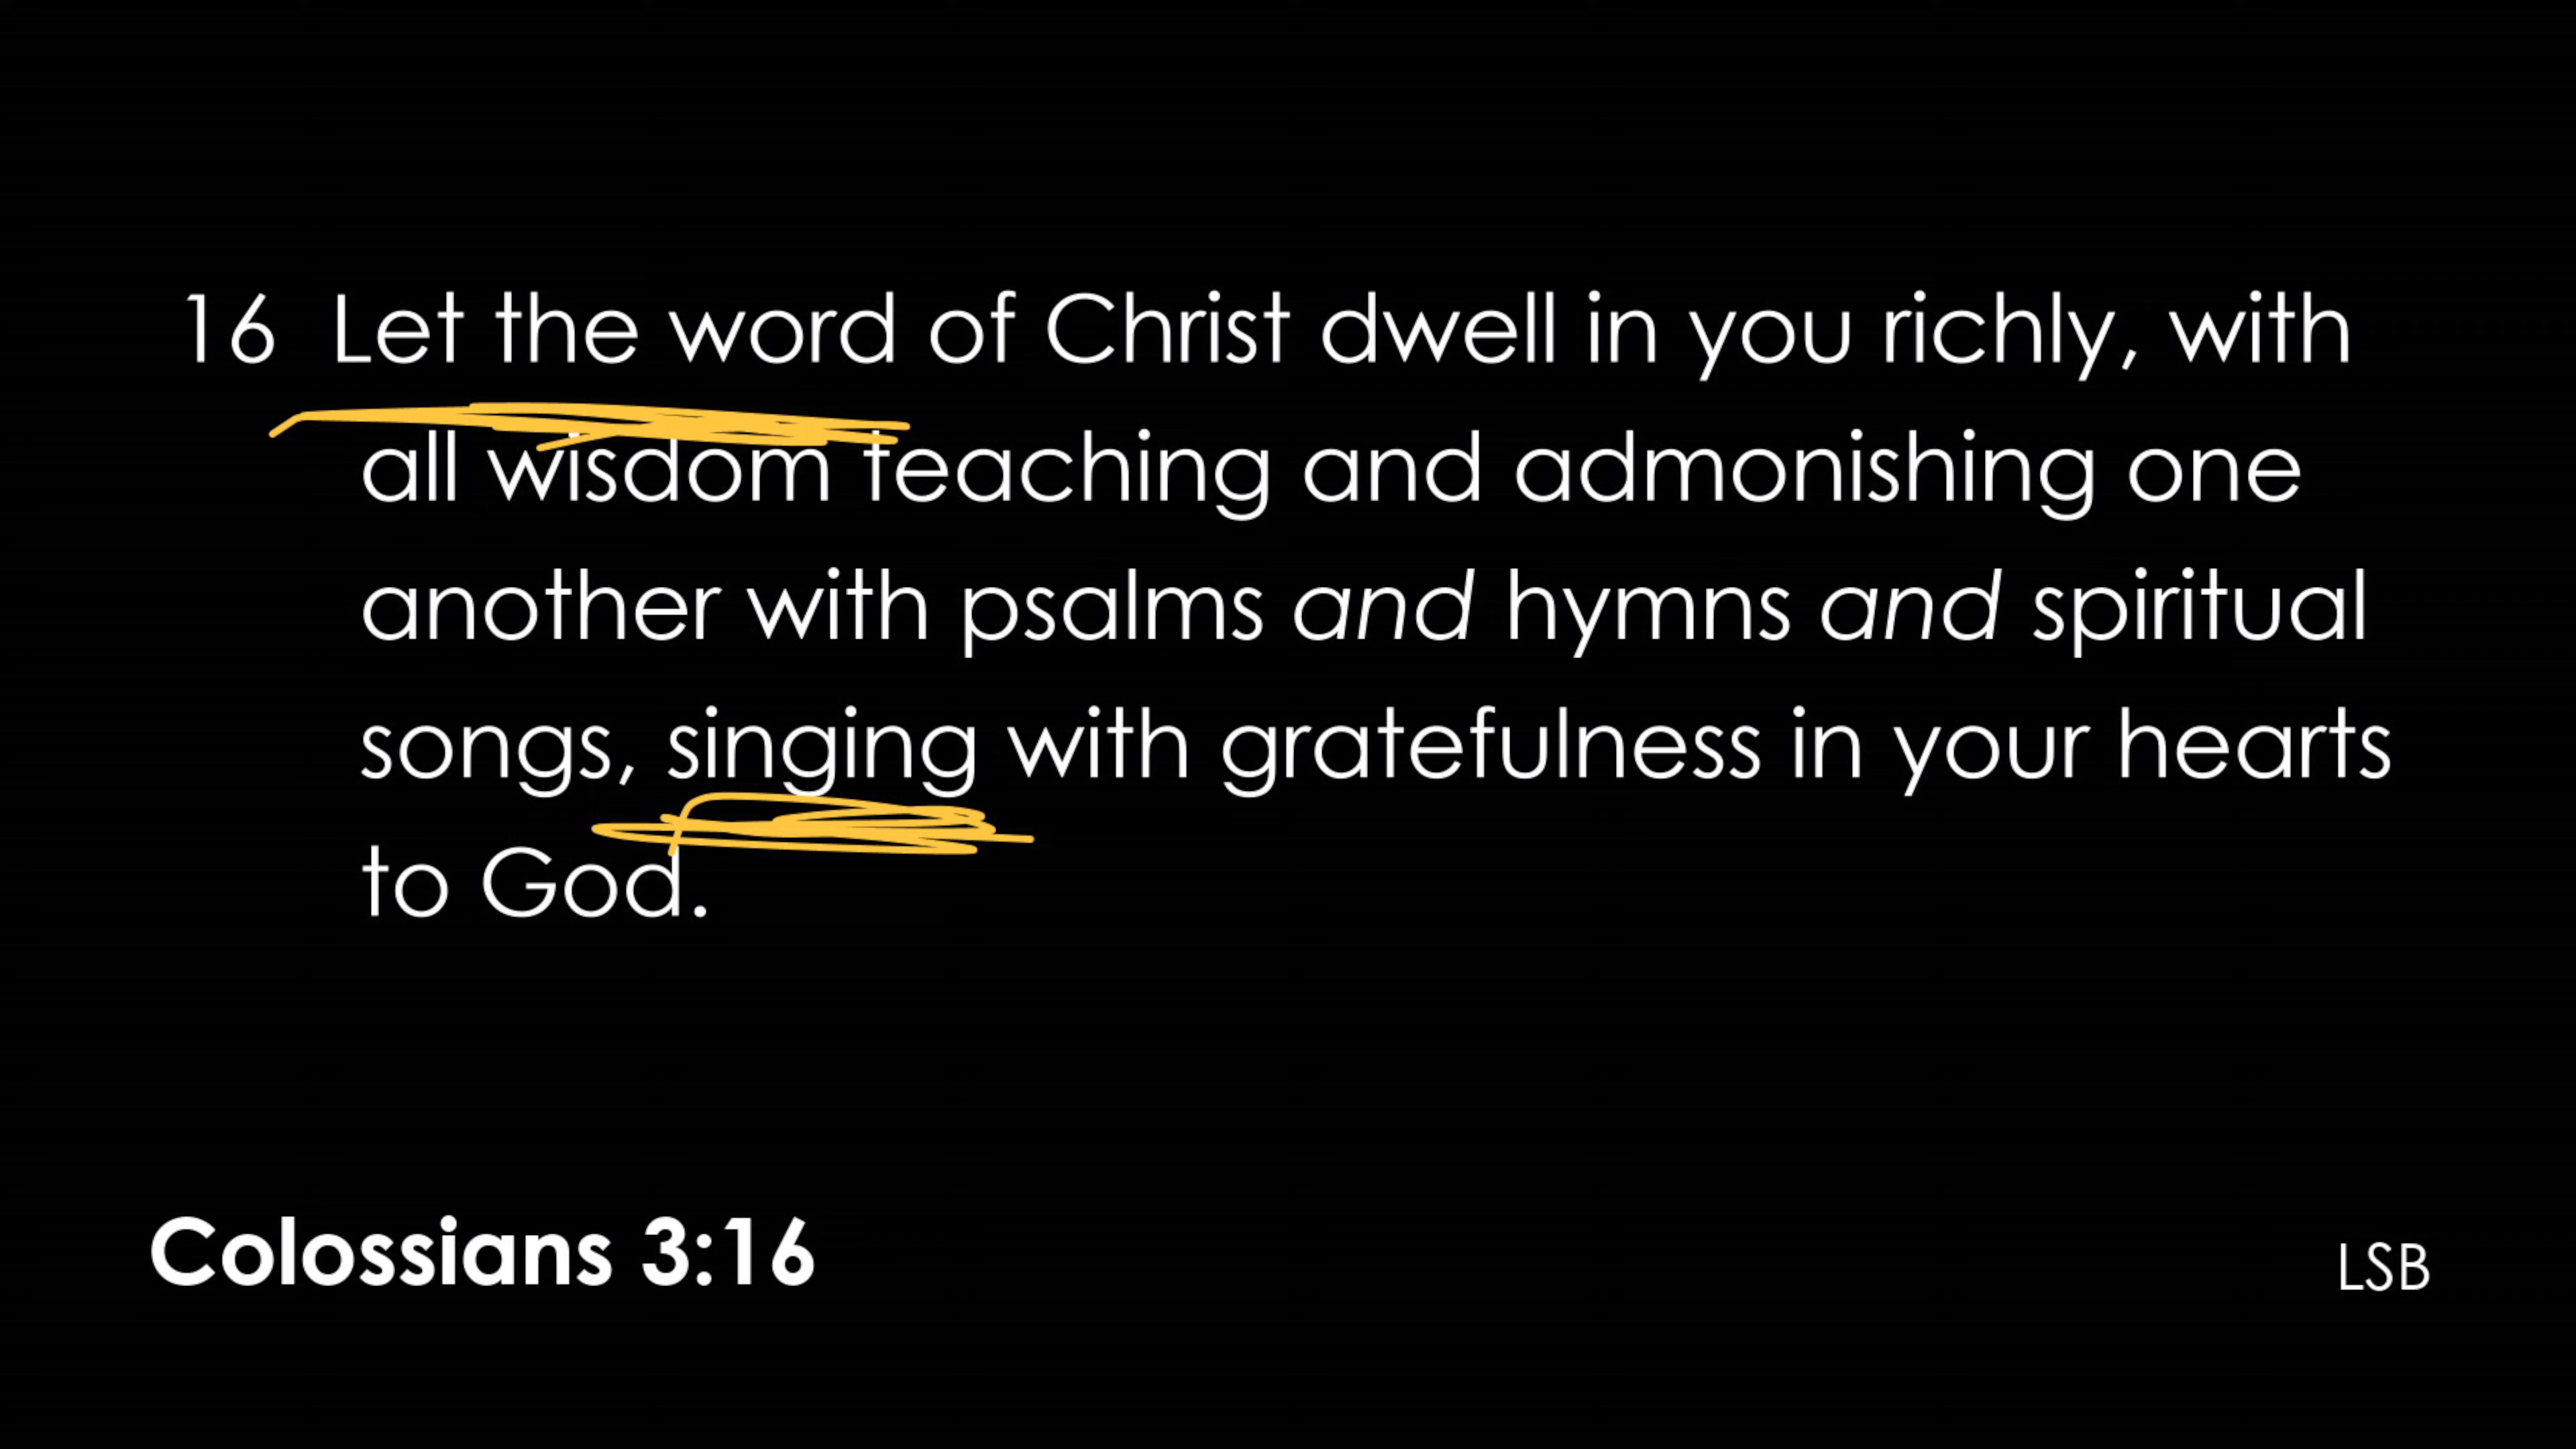 16 Let the word of Christ dwell in you richly, with
all wisdom teaching and admonishing one
another with psalms and hymns and spiritual
songs, singing with gratefulness in your hearts
to God.
Colossians 3:16
LSB